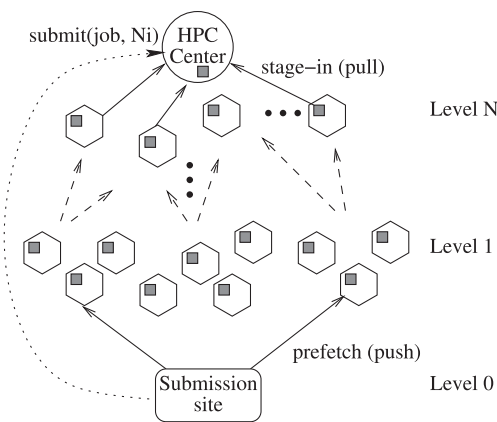 submit(job, Ni)
HPC
Center
stage−in (pull)
Level N
Level 1
prefetch (push)
Submission
site
Level 0